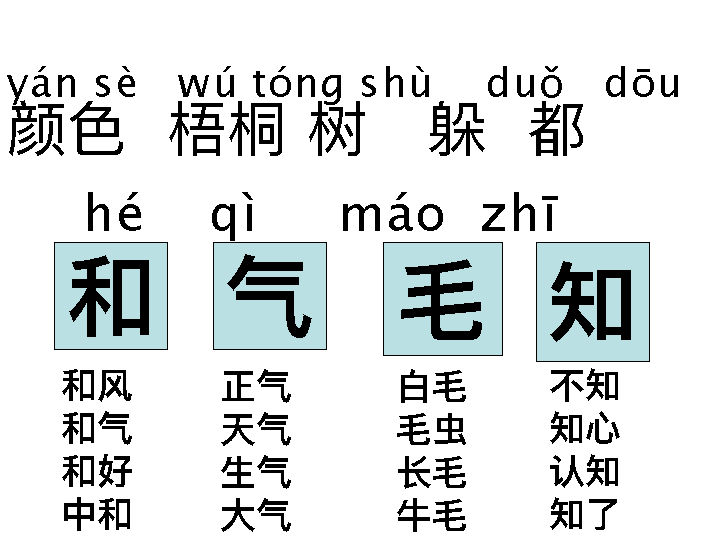 yán sè wú tóng shù duǒ dōu
颜色 梧桐 树 躲 都
hé qì máo zhī
和 气 毛 知
和风 正气 白毛 不知
和气 天气 毛虫 知心
和好 生气 长毛 认知
中和 大气 牛毛 知了